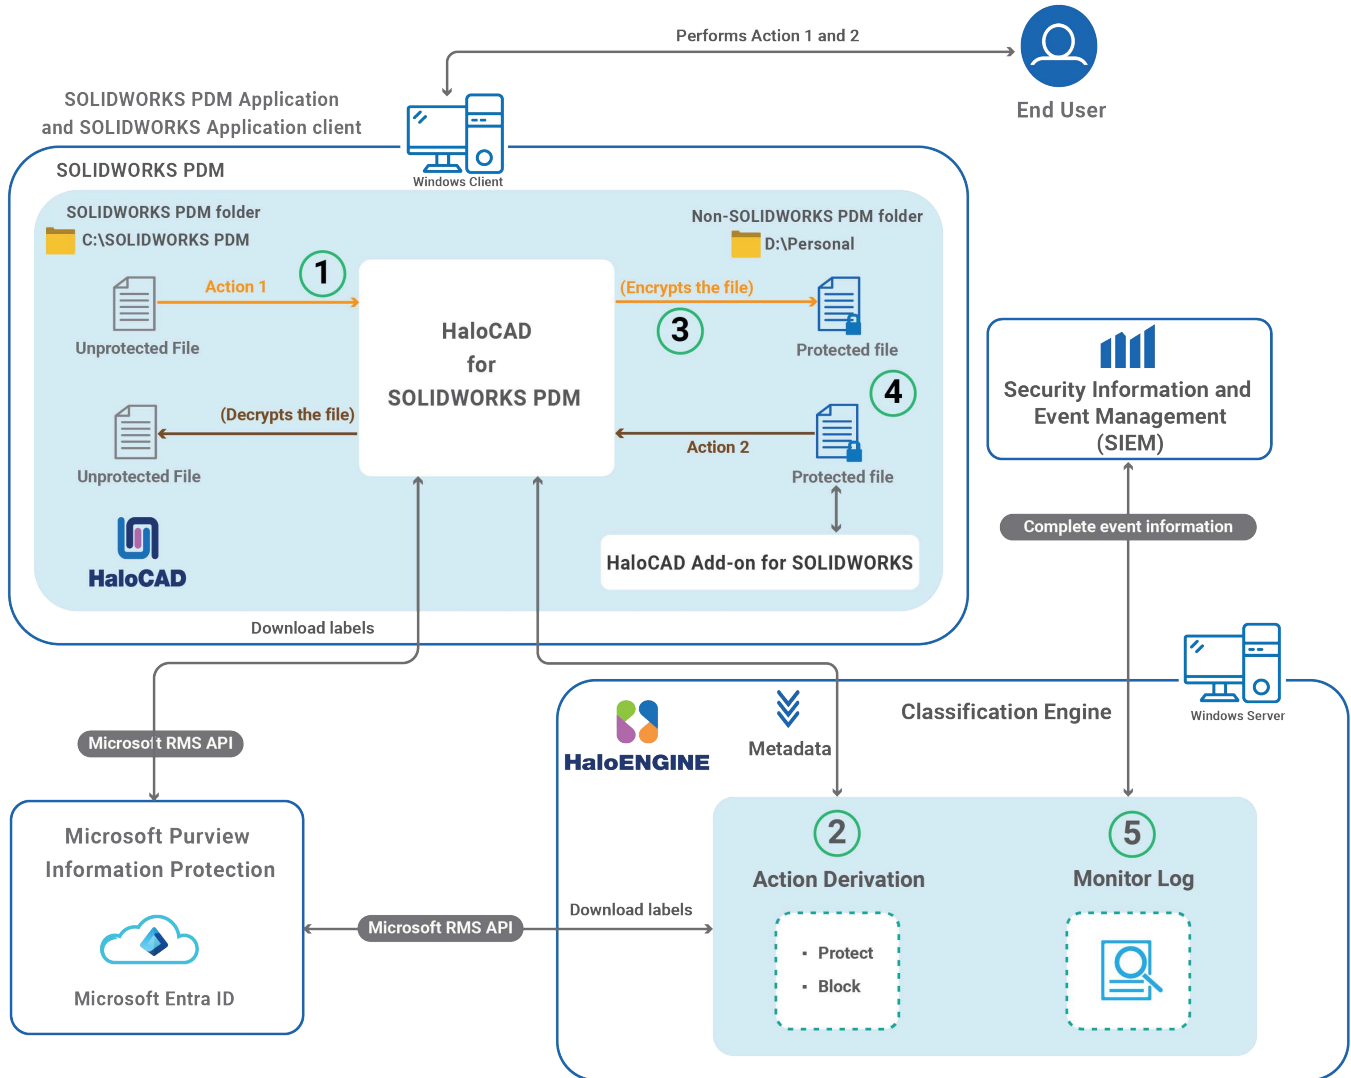 Performs Action 1 and 2
End User
SOLIDWORKS PDM Application
and SOLIDWORKS Application client
Windows Client
SOLIDWORKS PDM
SOLIDWORKS PDM folder
C:\SOLIDWORKS PDM
Non-SOLIDWORKS PDM folder
D:\Personal
Action 1
1
Unprotected File
HaloCAD
for
SOLIDWORKS PDM
(Encrypts the file)
3
Protected file
4
(Decrypts the file)
Unprotected File
Action 2
Protected file
HaloCAD
HaloCAD Add-on for SOLIDWORKS
Security Information and
Event Management
(SIEM)
Complete event information
Download labels
Microsoft RMS API
Windows Server
HaloENGINE
Metadata
Classification Engine
Microsoft Purview
Information Protection
Microsoft Entra ID
Microsoft RMS API
Download labels
2
Action Derivation
▪ Protect
▪ Block
5
Monitor Log